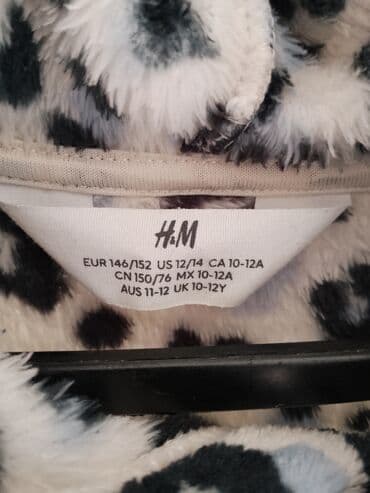 H&M
EUR 146/152 US 12/14 CA 10-12A
CN 150/76 MX 10-12A
AUS 11-12 UK 10-12Y